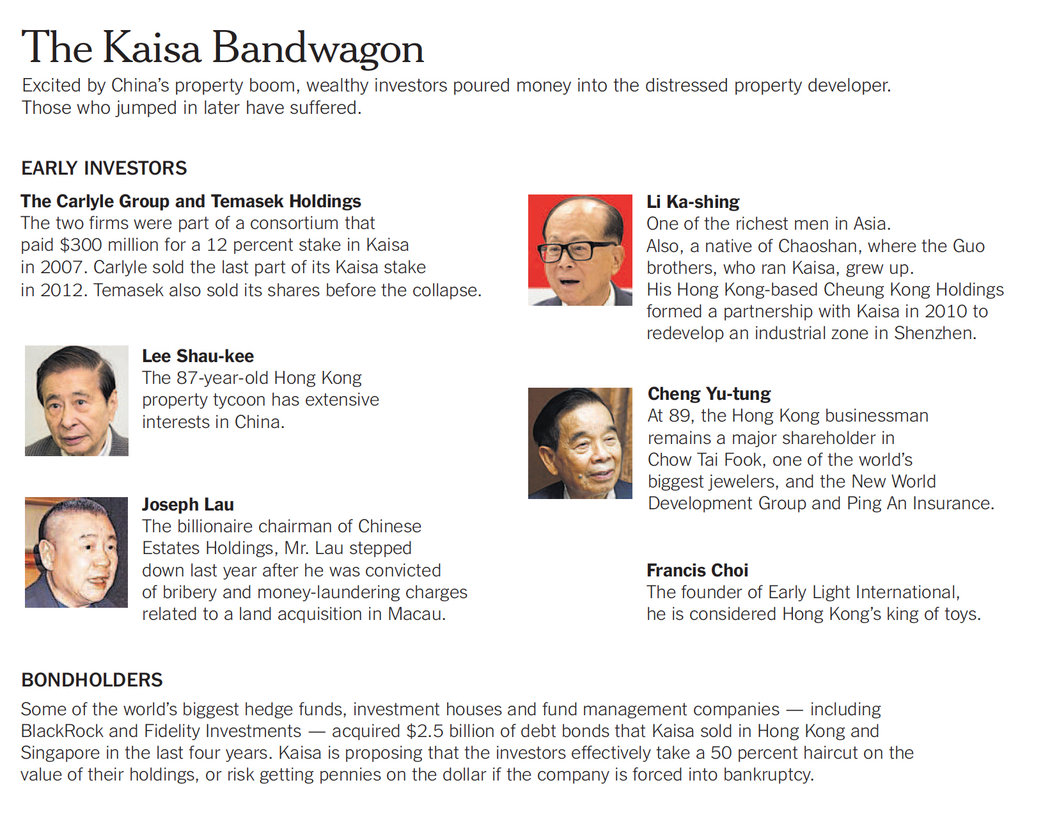 The Kaisa Bandwagon
Excited by China's property boom, wealthy investors poured money into the distressed property developer.
Those who jumped in later have suffered.
EARLY INVESTORS
The Carlyle Group and Temasek Holdings
The two firms were part of a consortium that
paid $300 million for a 12 percent stake in Kaisa
in 2007. Carlyle sold the last part of its Kaisa stake
in 2012. Temasek also sold its shares before the collapse.
Lee Shau-kee
The 87-year-old Hong Kong
property tycoon has extensive
interests in China.
Joseph Lau
The billionaire chairman of Chinese
Estates Holdings, Mr. Lau stepped
down last year after he was convicted
of bribery and money-laundering charges
related to a land acquisition in Macau.
Li Ka-shing
One of the richest men in Asia.
Also, a native of Chaoshan, where the Guo
brothers, who ran Kaisa, grew up.
His Hong Kong-based Cheung Kong Holdings
formed a partnership with Kaisa in 2010 to
redevelop an industrial zone in Shenzhen.
Cheng Yu-tung
At 89, the Hong Kong businessman
remains a major shareholder in
Chow Tai Fook, one of the world's
biggest jewelers, and the New World
Development Group and Ping An Insurance.
Francis Choi
The founder of Early Light International,
he is considered Hong Kong's king of toys.
BONDHOLDERS
Some of the world's biggest hedge funds, investment houses and fund management companies — including
BlackRock and Fidelity Investments — acquired $2.5 billion of debt bonds that Kaisa sold in Hong Kong and
Singapore in the last four years. Kaisa is proposing that the investors effectively take a 50 percent haircut on the
value of their holdings, or risk getting pennies on the dollar if the company is forced into bankruptcy.